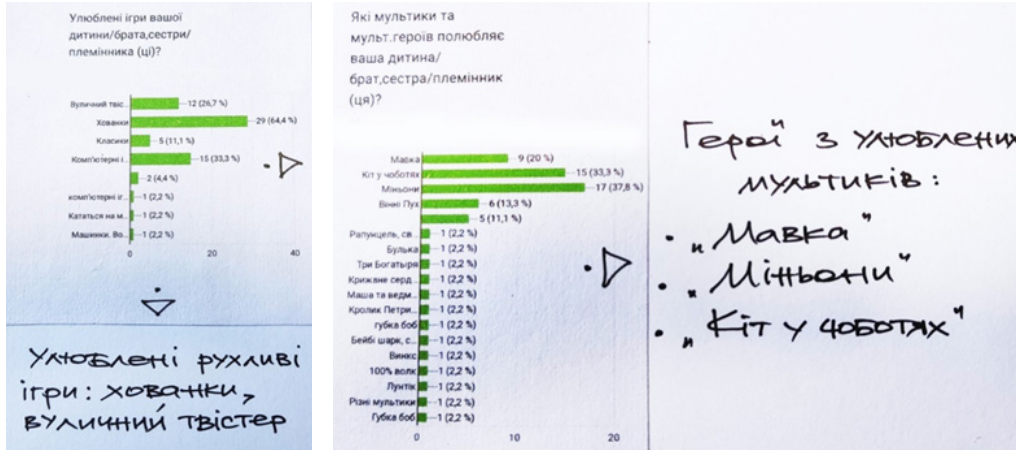 Улюблені ігри вашої
дитини/брата,сестри/
племінника (ці)?
Вуличний твіс...
12 (26,7 %)
Хованки
29 (64,4 %)
Класики
5 (11,1 %)
Комп'ютерні і...
15 (33,3 %)
2 (4,4 %)
комп'ютерні іг...
1 (2,2 %)
Кататься на м...
1 (2,2 %)
Машинки. Во...
1 (2,2 %)
0 20 40
Улюблені рухливі
ігри: хованки,
вуличний твістер
Які мультики та
мульт.героїв полюбляє
ваша дитина/
брат,сестра/племінник
(ця)?
Мавка
9 (20 %)
Кіт у чоботях
15 (33,3 %)
Міньони
17 (37,8 %)
Вінні Пух
6 (13,3 %)
5 (11,1 %)
Рапунцель, св...
1 (2,2 %)
Булька
1 (2,2 %)
Три Богатыря
1 (2,2 %)
Крижане серд...
1 (2,2 %)
Маша та ведм...
1 (2,2 %)
Кролик Петри...
1 (2,2 %)
губка боб
1 (2,2 %)
Бейбі шарк, с...
1 (2,2 %)
Винкс
1 (2,2 %)
100% волк
1 (2,2 %)
Лунтік
1 (2,2 %)
Різні мультики
1 (2,2 %)
Губка боб
1 (2,2 %)
0 10 20
Герої з улюблених
мультиків:
• „Мавка"
• „Міньони"
• „Кіт у чоботях"